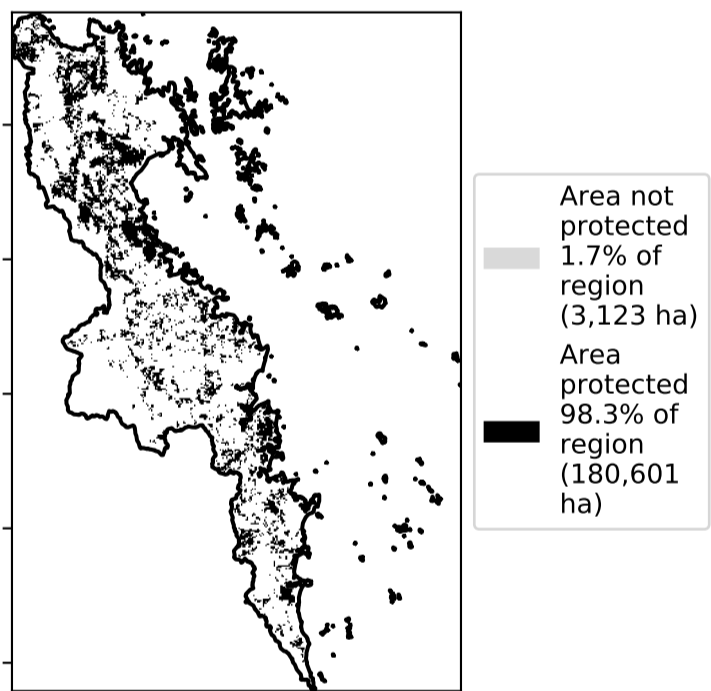 Area not
protected
1.7% of
region
(3,123 ha)
Area
protected
98.3% of
region
(180,601
ha)